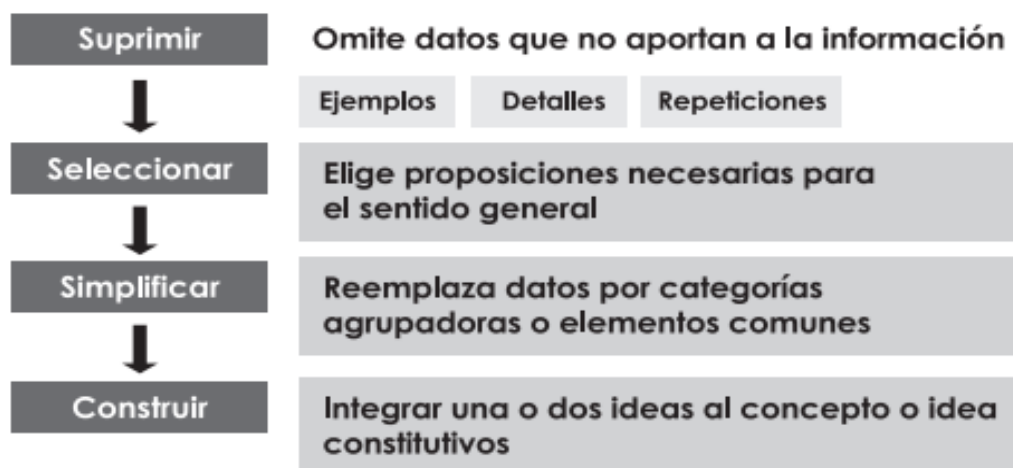 Suprimir
Omite datos que no aportan a la información
Ejemplos
Detalles
Repeticiones
Seleccionar
Elige proposiciones necesarias para
el sentido general
Simplificar
Reemplaza datos por categorías
agrupadoras o elementos comunes
Construir
Integrar una o dos ideas al concepto o idea
constitutivos